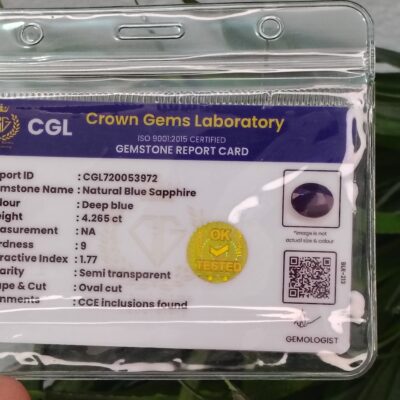 CGL
Crown Gems Laboratory
ISO 9001:2015 CERTIFIED
GEMSTONE REPORT CARD
port ID : CGL720053972
mstone Name : Natural Blue Sapphire
lour : Deep blue
eight : 4.265 ct
asurement : NA
rdness : 9
fractive Index : 1.77
arity : Semi transparent
ape & Cut : Oval cut
mments : CCE inclusions found
OK
TESTED
*Image is not
actual size & colour
GEMOLOGIST